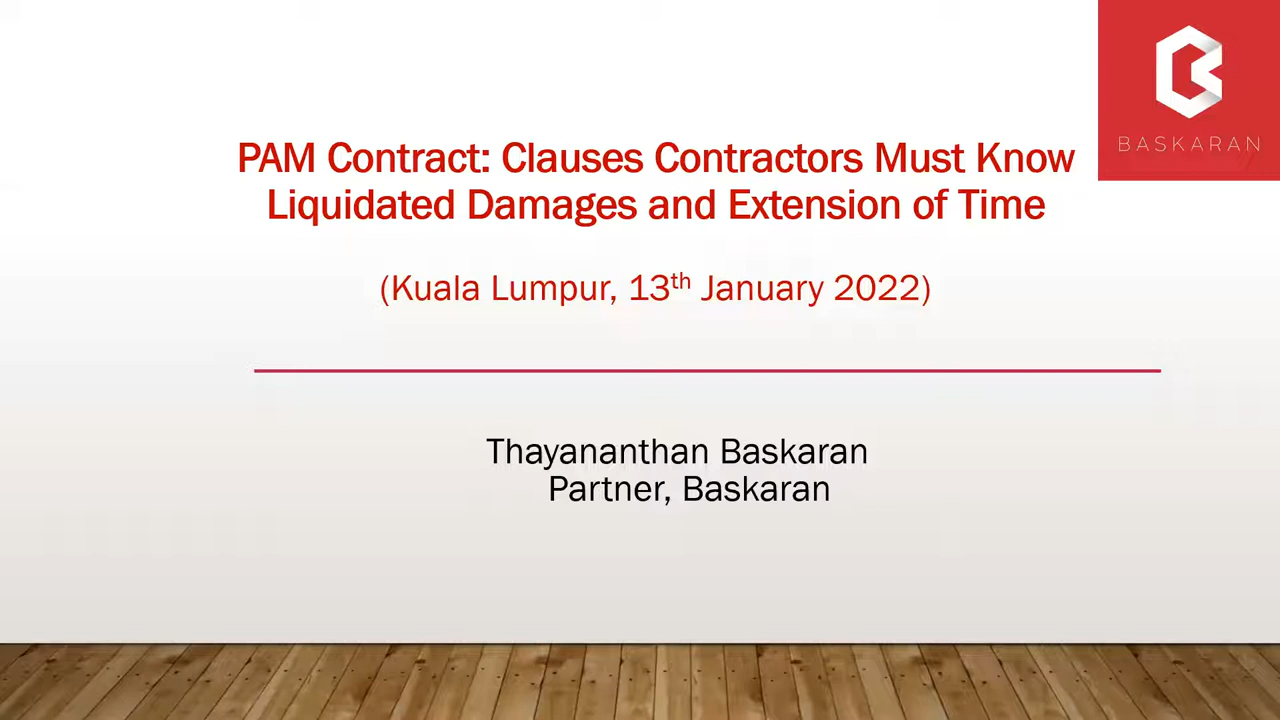 BASKARAN
PAM Contract: Clauses Contractors Must Know
Liquidated Damages and Extension of Time
(Kuala Lumpur, 13th January 2022)
Thayananthan Baskaran
Partner, Baskaran